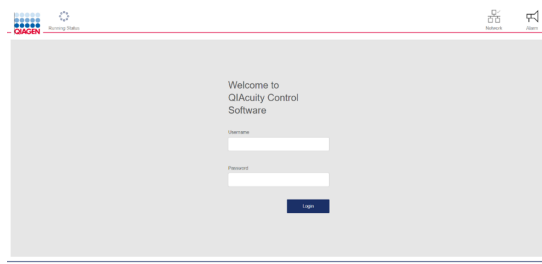 QIAGEN
Running Status
Network
Alarm
Welcome to
QIAcuity Control
Software
Username
Password
Login